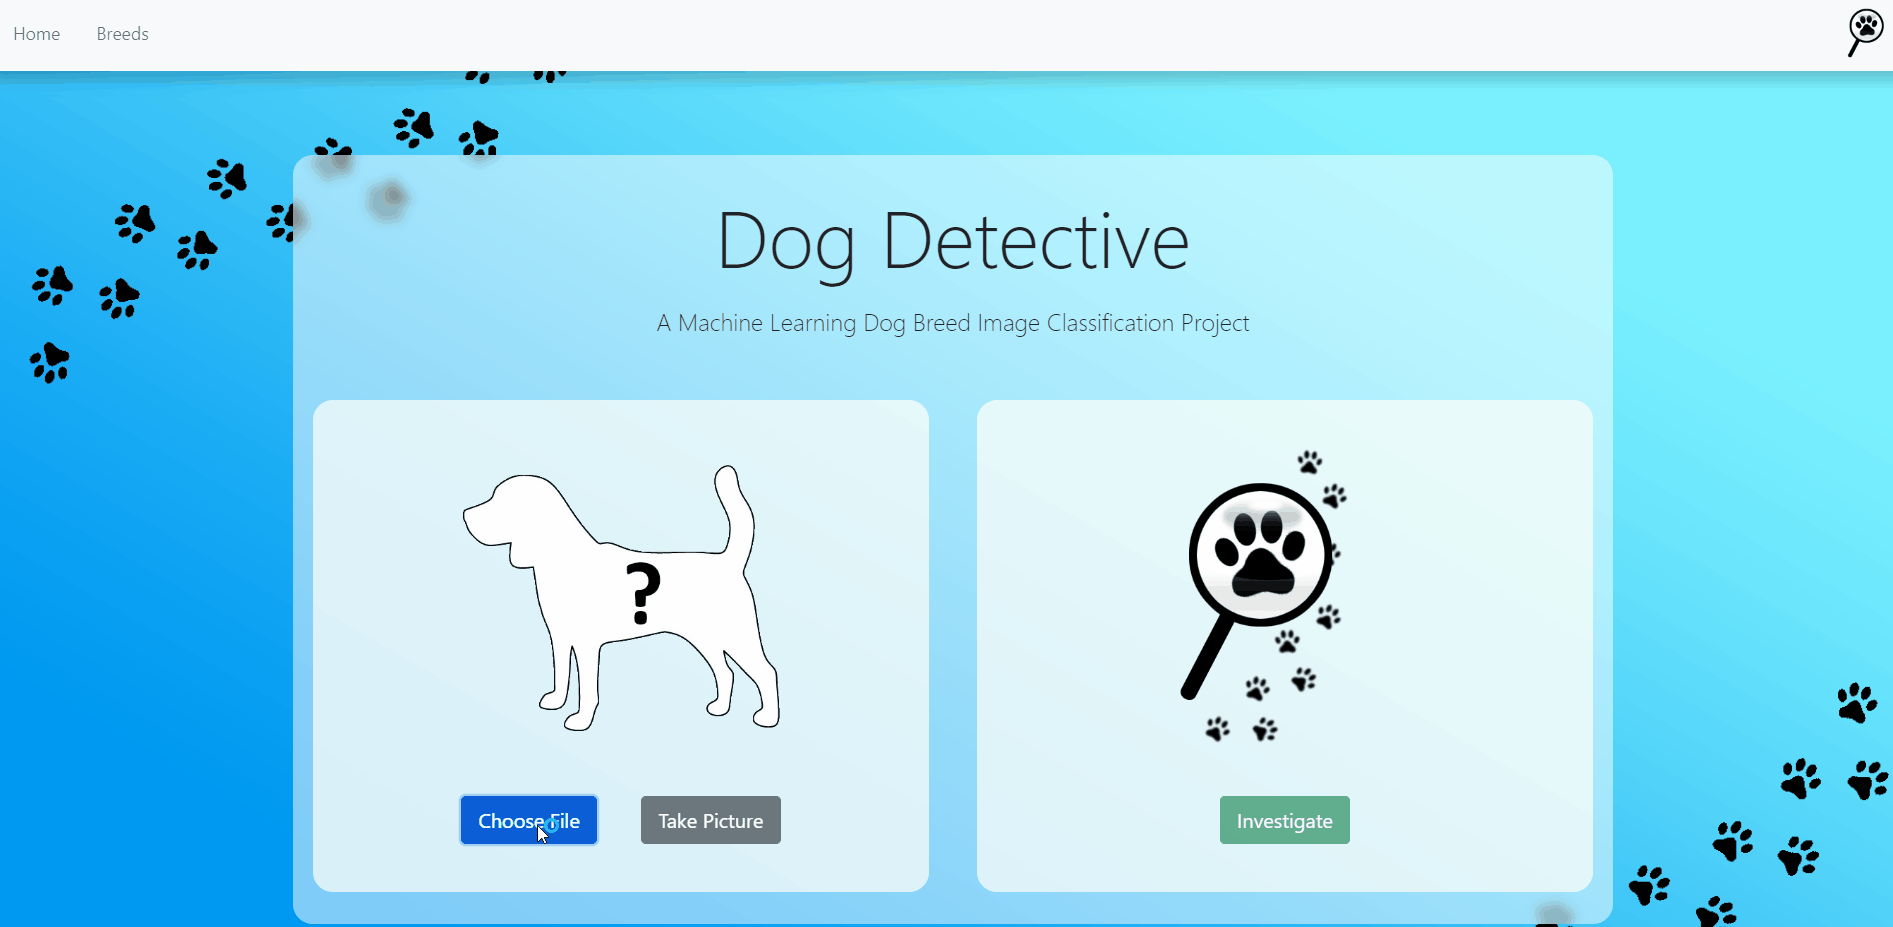 Home
Breeds
Dog Detective
A Machine Learning Dog Breed Image Classification Project
?
Choose File
Take Picture
Investigate